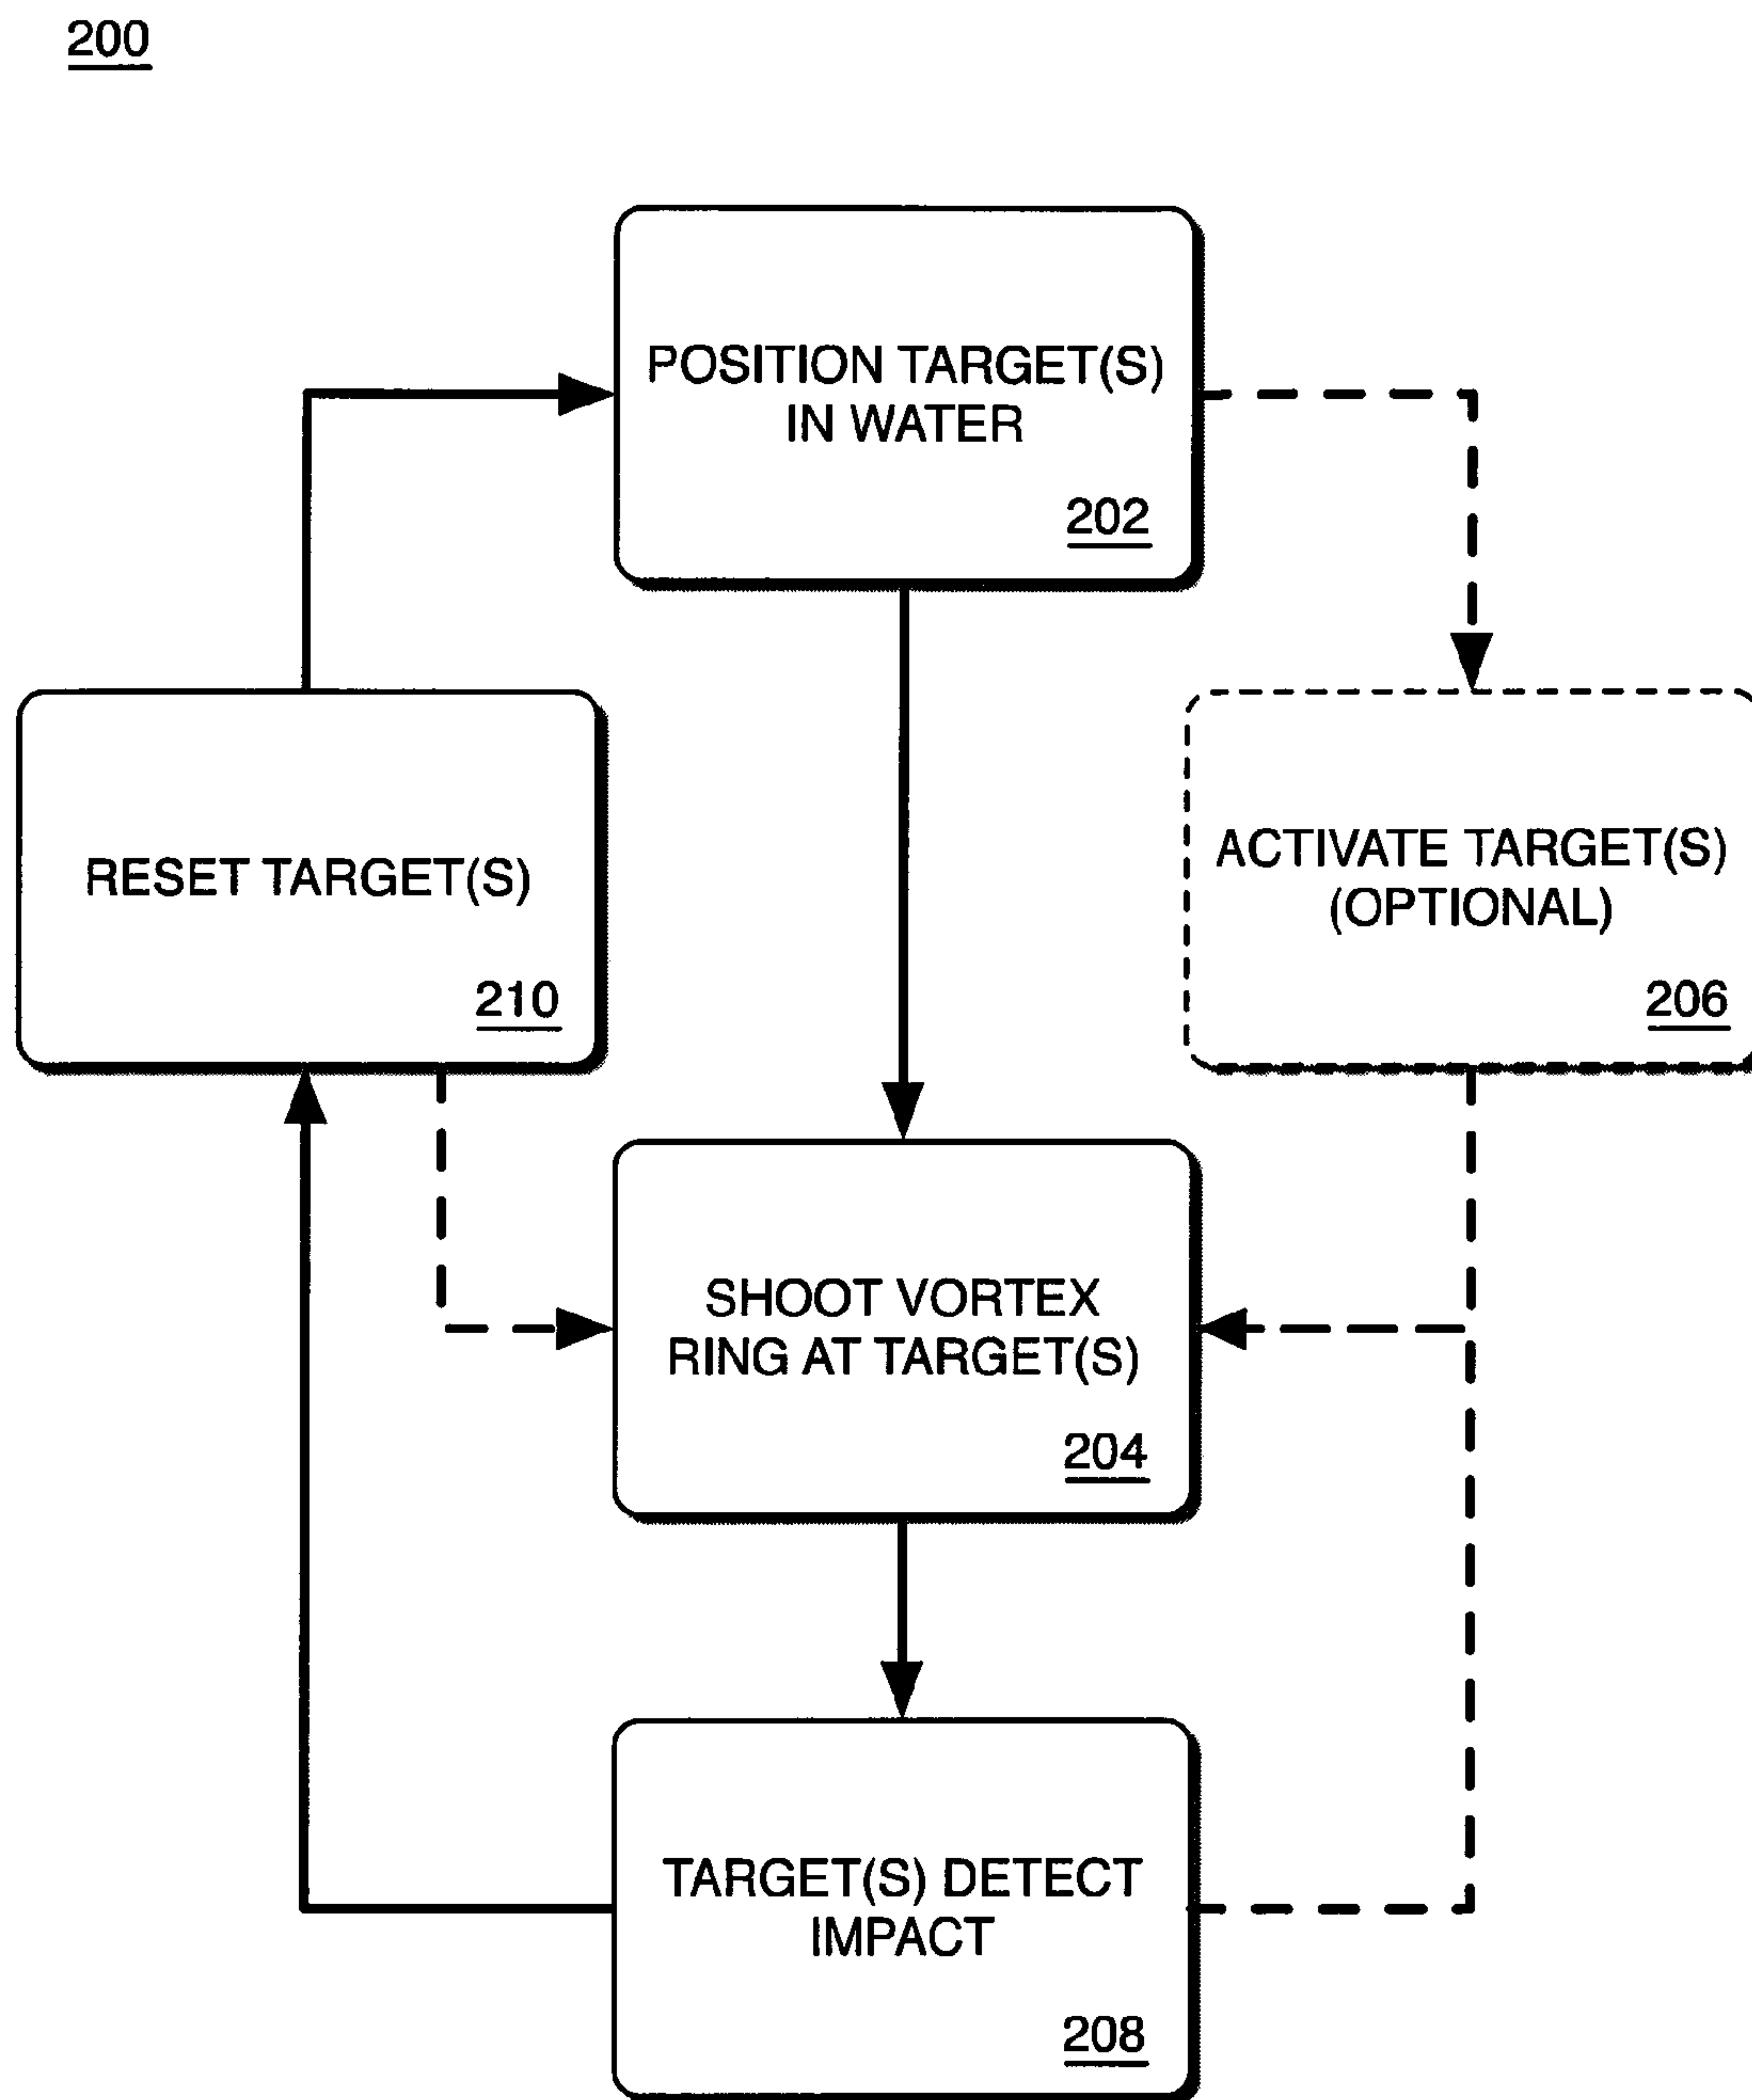 200
POSITION TARGET(S)
IN WATER
202
RESET TARGET(S)
210
ACTIVATE TARGET(S)
(OPTIONAL)
206
SHOOT VORTEX
RING AT TARGET(S)
204
TARGET(S) DETECT
IMPACT
208